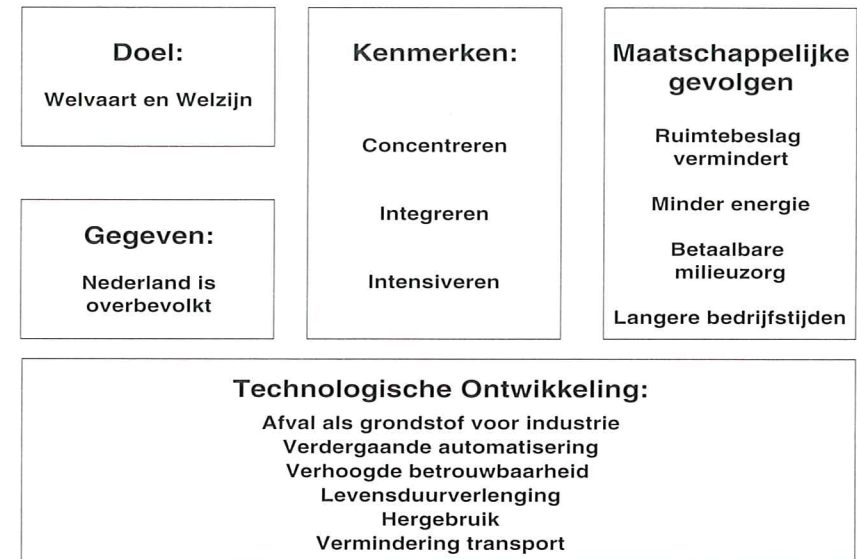 Doel:
Welvaart en Welzijn
Gegeven:
Nederland is
overbevolkt
Kenmerken:
Concentreren
Integreren
Intensiveren
Maatschappelijke
gevolgen
Ruimtebeslag
vermindert
Minder energie
Betaalbare
milieuzorg
Langere bedrijfstijden
Technologische Ontwikkeling:
Afval als grondstof voor industrie
Verdergaande automatisering
Verhoogde betrouwbaarheid
Levensduurverlenging
Hergebruik
Vermindering transport